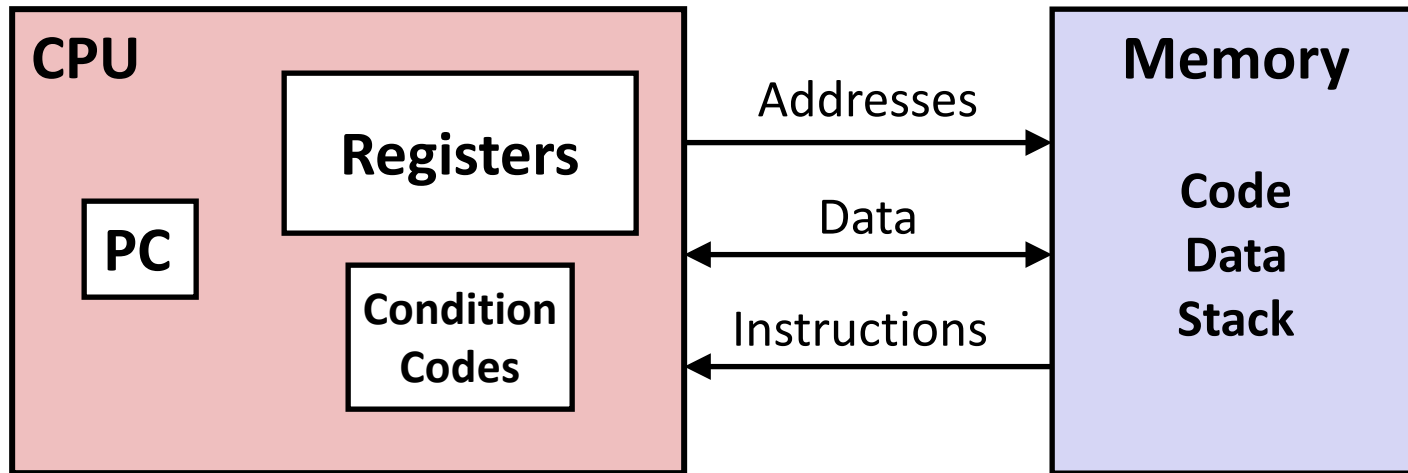 CPU
Registers
PC
Condition
Codes
Addresses
Data
Instructions
Memory
Code
Data
Stack